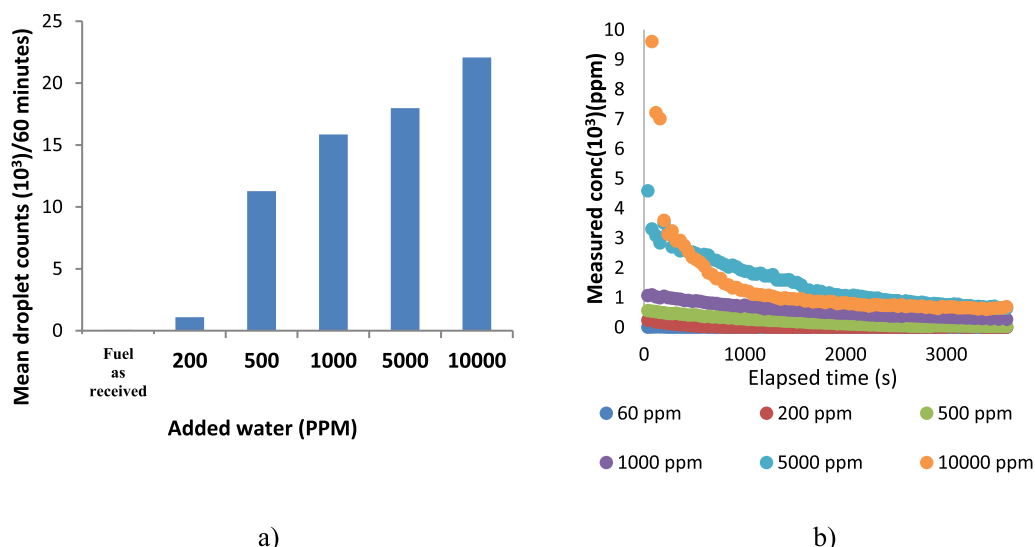 Mean droplet counts (10³)/60 minutes
25
20
15
10
5
0
Fuel
as
received
200 500 1000 5000 10000
Added water (PPM)
a)
Measured conc(10³)(ppm)
10
9
8
7
6
5
4
3
2
1
0
0 1000 2000 3000
Elapsed time (s)
60 ppm 200 ppm 500 ppm
1000 ppm 5000 ppm 10000 ppm
b)